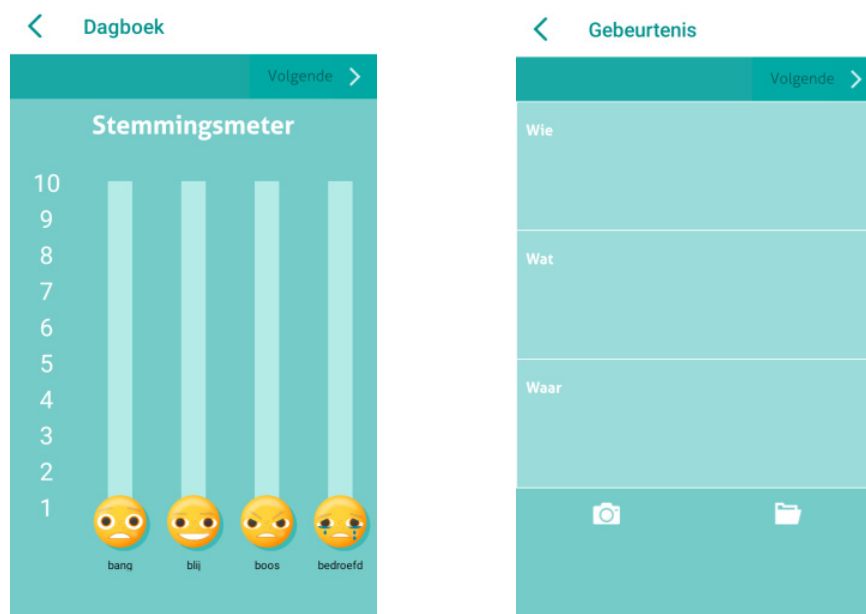 Dagboek
Volgende
Stemmingsmeter
10
9
8
7
6
5
4
3
2
1
bang blij boos bedroefd
Gebeurtenis
Volgende
Wie
Wat
Waar